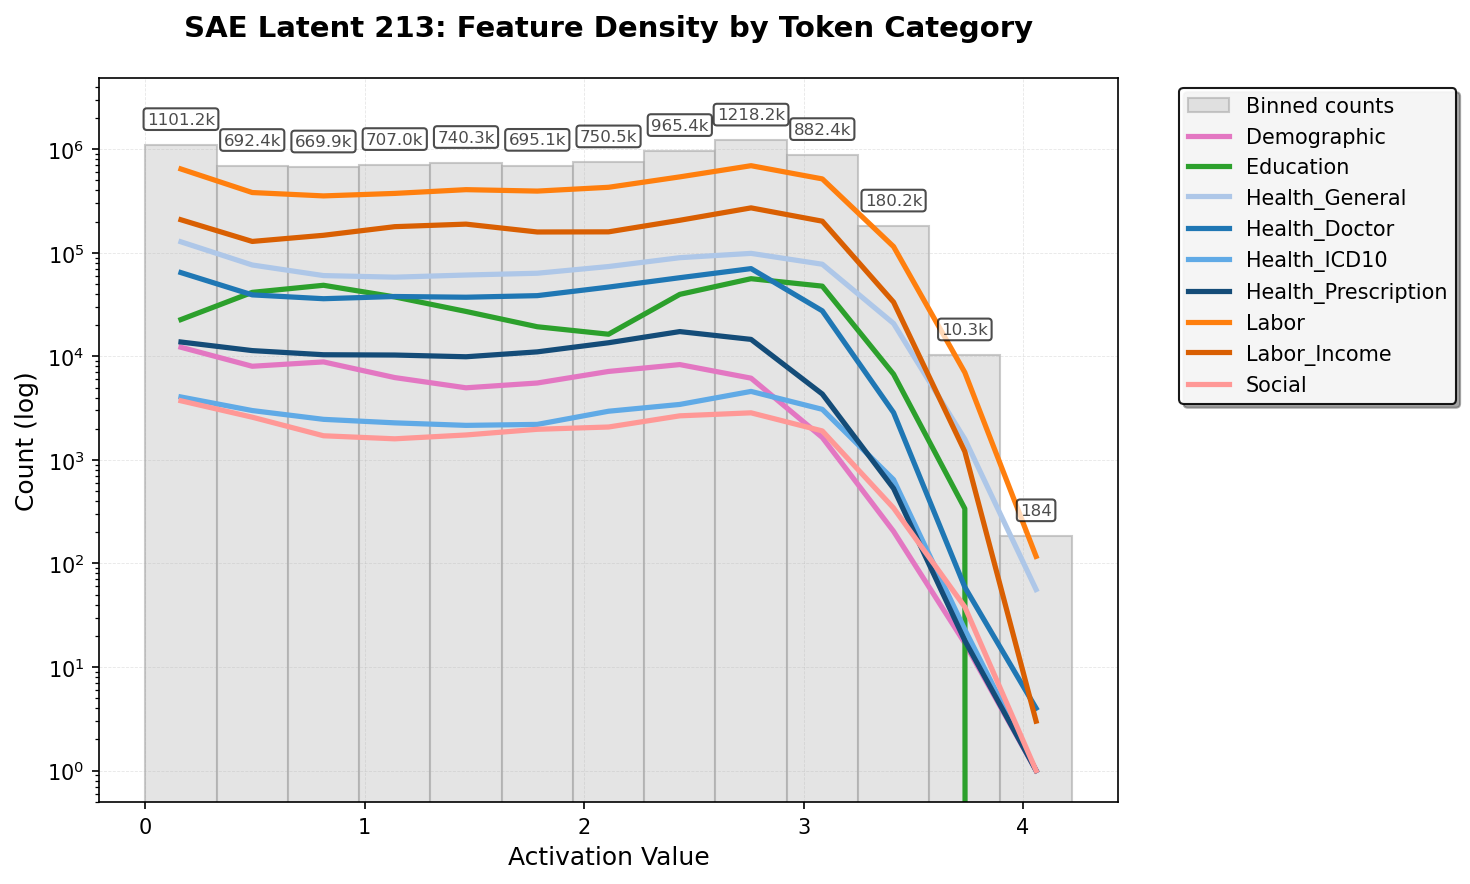 SAE Latent 213: Feature Density by Token Category
1101.2k
692.4k
669.9k
707.0k
740.3k
695.1k
750.5k
965.4k
1218.2k
882.4k
180.2k
10.3k
184
Count (log)
10⁶
10⁵
10⁴
10³
10²
10¹
10⁰
0
1
2
3
4
Activation Value
Binned counts
Demographic
Education
Health_General
Health_Doctor
Health_ICD10
Health_Prescription
Labor
Labor_Income
Social